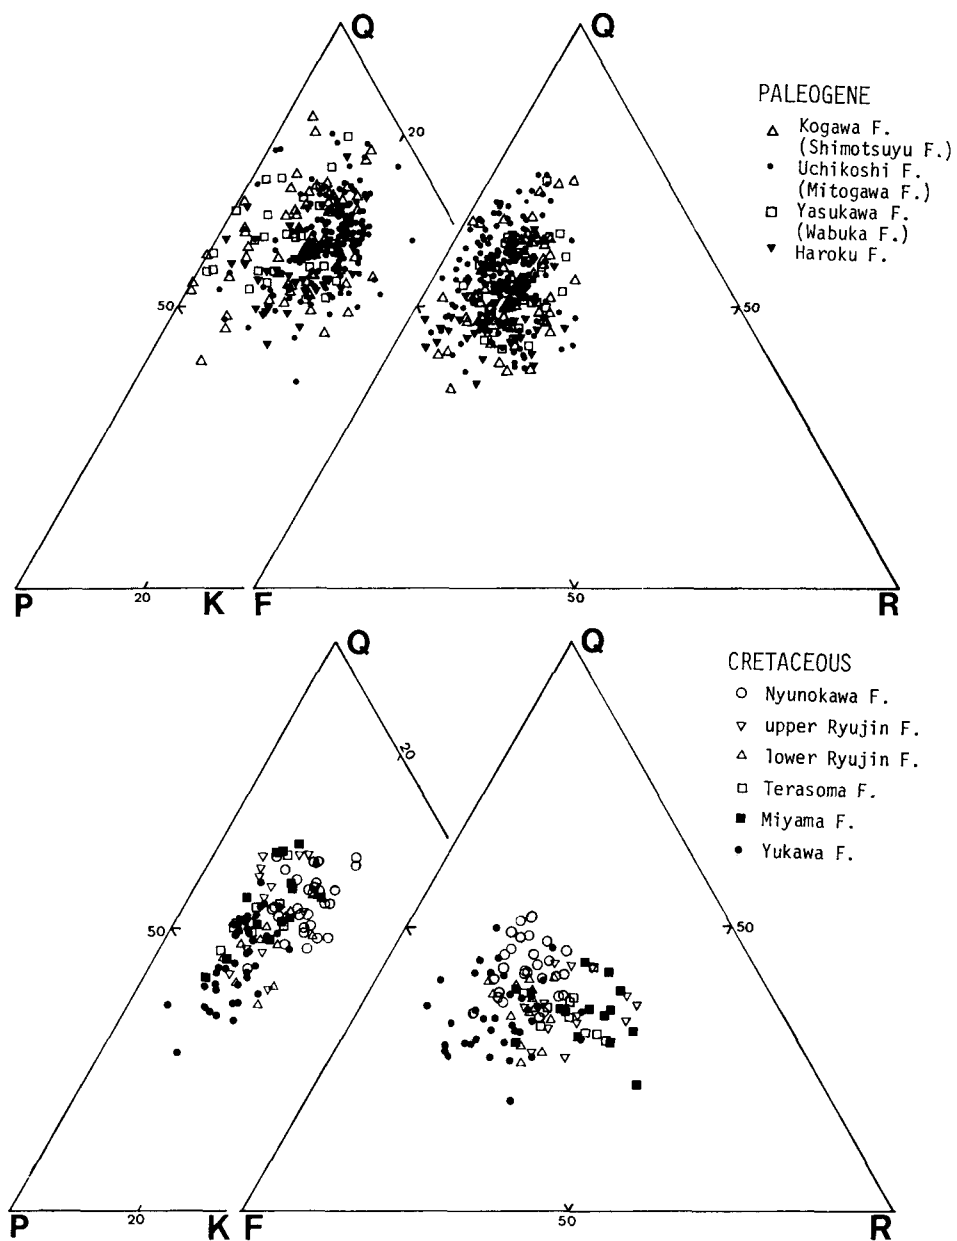 Q
Q
20
PALEOGENE
Kogawa F.
(Shimotsuyu F.)
Uchikoshi F.
(Mitogawa F.)
Yasukawa F.
(Wabuka F.)
Haroku F.
50
50
P
20
K
F
50
R
Q
Q
20
CRETACEOUS
Nyunokawa F.
upper Ryujin F.
lower Ryujin F.
Terasoma F.
Miyama F.
Yukawa F.
50
50
P
20
K
F
50
R